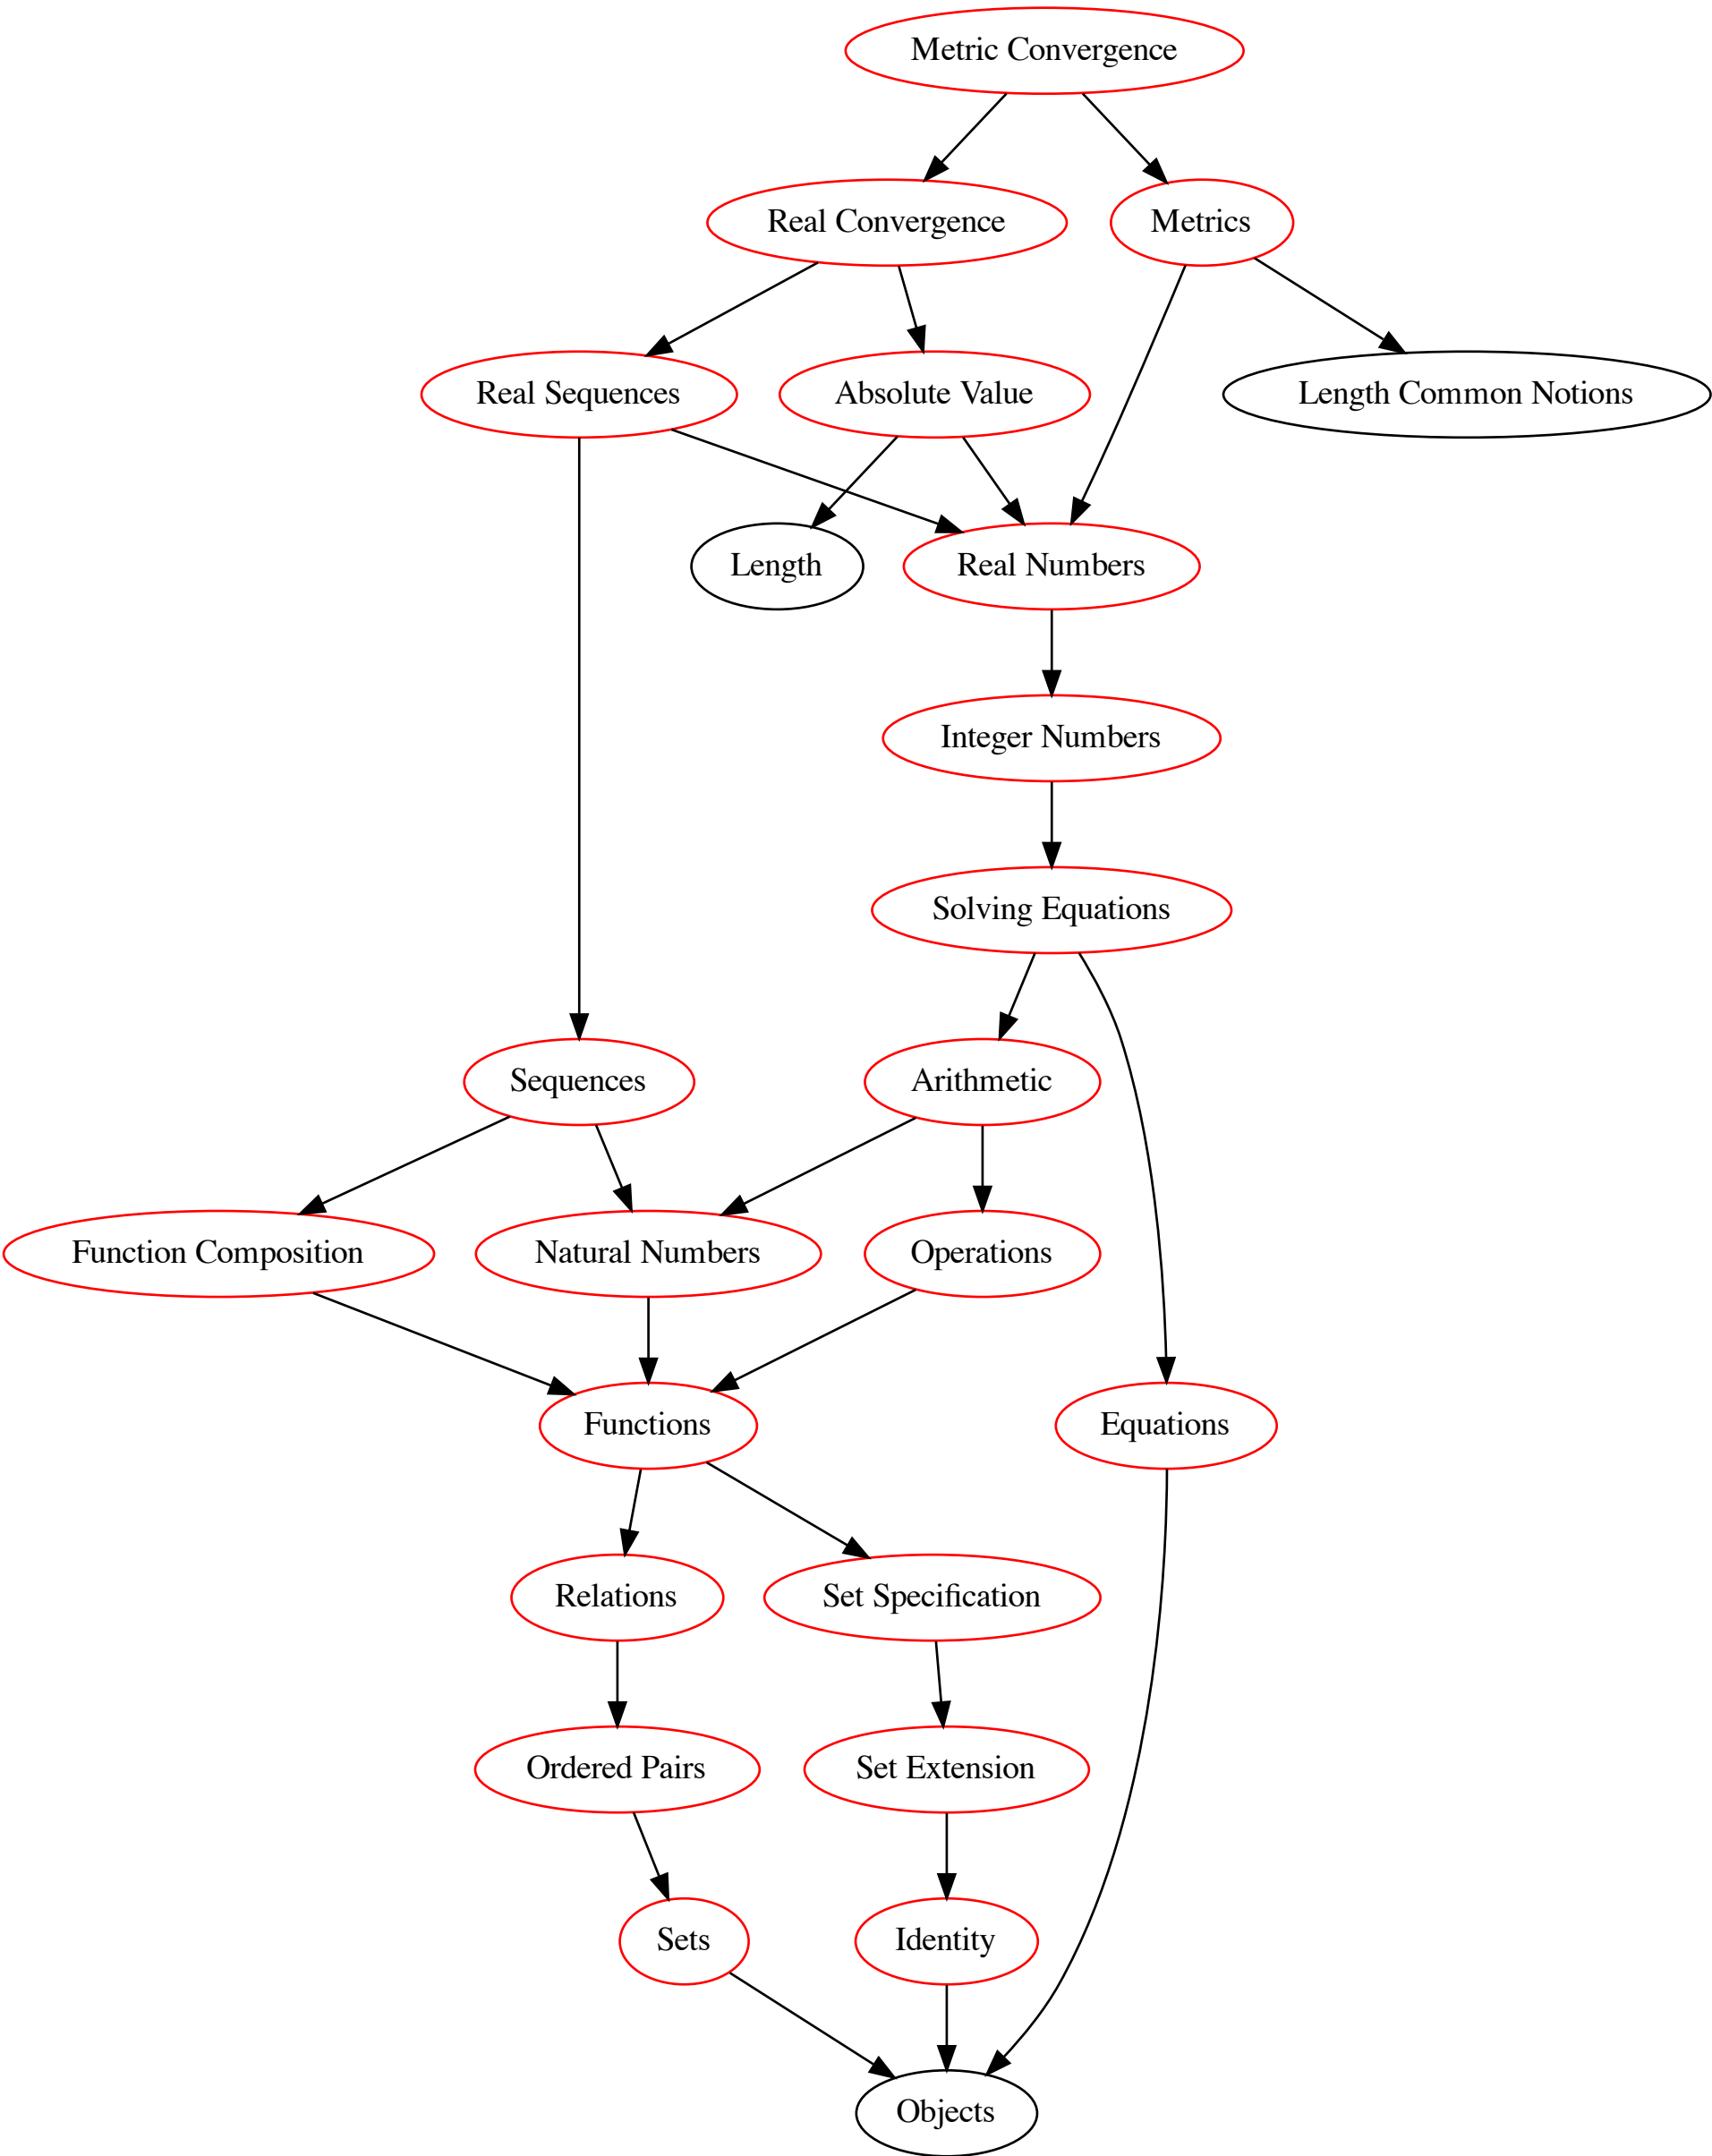 Metric Convergence
Real Convergence
Metrics
Real Sequences
Absolute Value
Length Common Notions
Length
Real Numbers
Integer Numbers
Solving Equations
Sequences
Arithmetic
Function Composition
Natural Numbers
Operations
Functions
Equations
Relations
Set Specification
Ordered Pairs
Set Extension
Sets
Identity
Objects